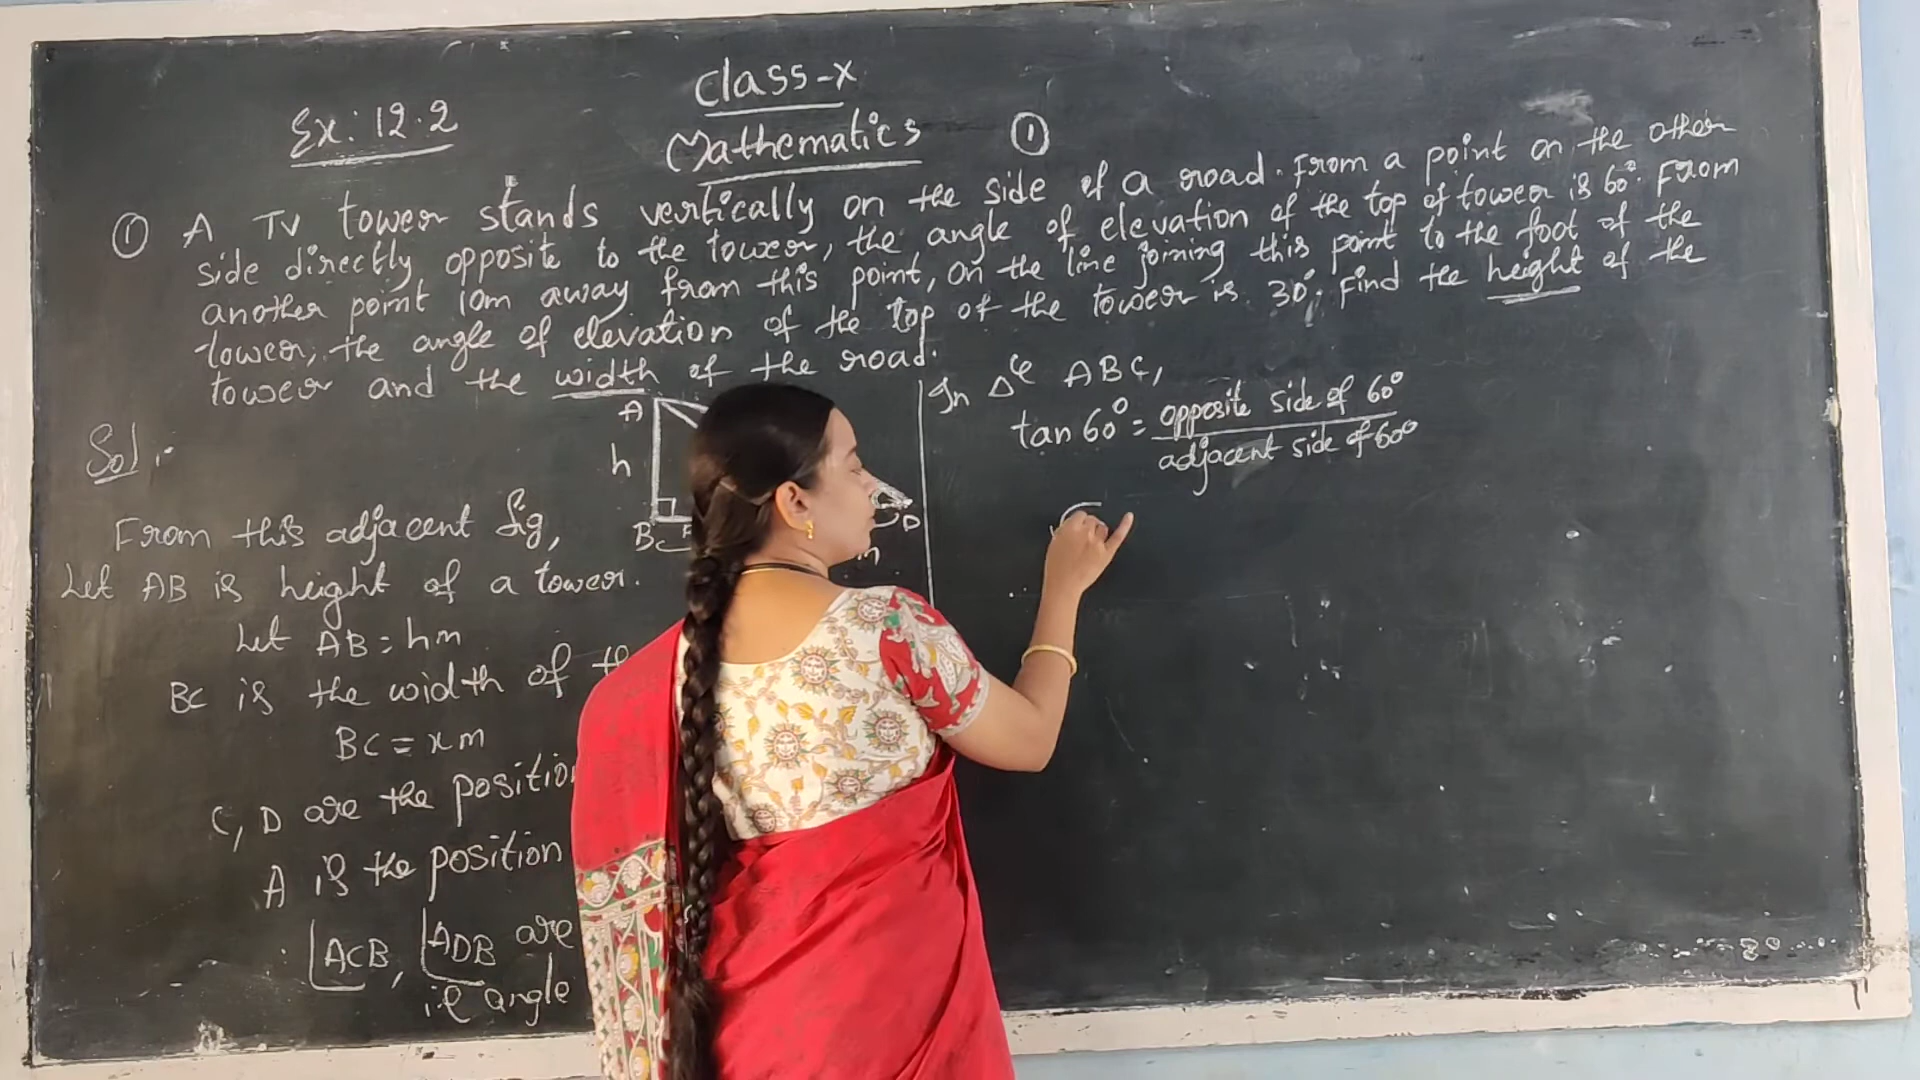 Class-X
Ex: 12.2
Mathematics
①
① A TV tower stands vertically on the side of a road. From a point on the other
side directly opposite to the tower, the angle of elevation of the top of tower is 60°. From
another point 10m away from this point, on the line joining this point to the foot of the
tower, the angle of elevation of the top of the tower is 30°. Find the height of the
tower and the width of the road.
Sol:-
A
h
B
D
m
From this adjacent fig,
Let AB is height of a tower.
Let AB = hm
BC is the width of
BC = xm
C, D are the
A is the position
ACB, ADB are
ie angle
In Δle ABC,
tan 60° = opposite side of 60°
adjacent side of 60°